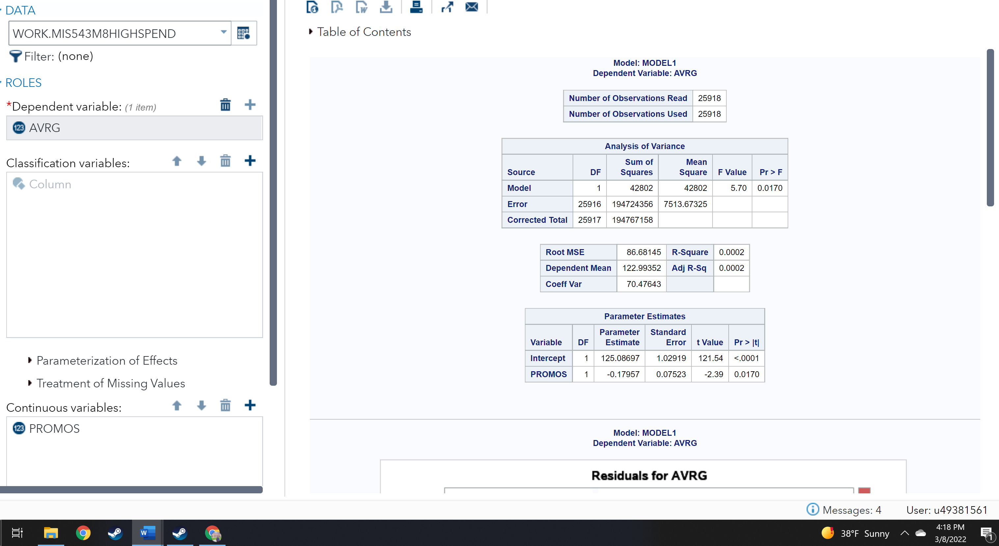 DATA
WORK.MIS543M8HIGHSPEND
Filter: (none)
ROLES
*Dependent variable: (1 item)
123 AVRG
Classification variables:
Column
Parameterization of Effects
Treatment of Missing Values
Continuous variables:
123 PROMOS
Table of Contents
Model: MODEL1
Dependent Variable: AVRG
Number of Observations Read 25918
Number of Observations Used 25918
Analysis of Variance
Source DF Sum of Squares Mean Square F Value Pr > F
Model 1 42802 42802 5.70 0.0170
Error 25916 194724356 7513.67325
Corrected Total 25917 194767158
Root MSE 86.68145 R-Square 0.0002
Dependent Mean 122.99352 Adj R-Sq 0.0002
Coeff Var 70.47643
Parameter Estimates
Variable DF Parameter Estimate Standard Error t Value Pr > |t|
Intercept 1 125.08697 1.02919 121.54 <.0001
PROMOS 1 -0.17957 0.07523 -2.39 0.0170
Model: MODEL1
Dependent Variable: AVRG
Residuals for AVRG
Messages: 4 User: u49381561
38°F Sunny
4:18 PM
3/8/2022
1